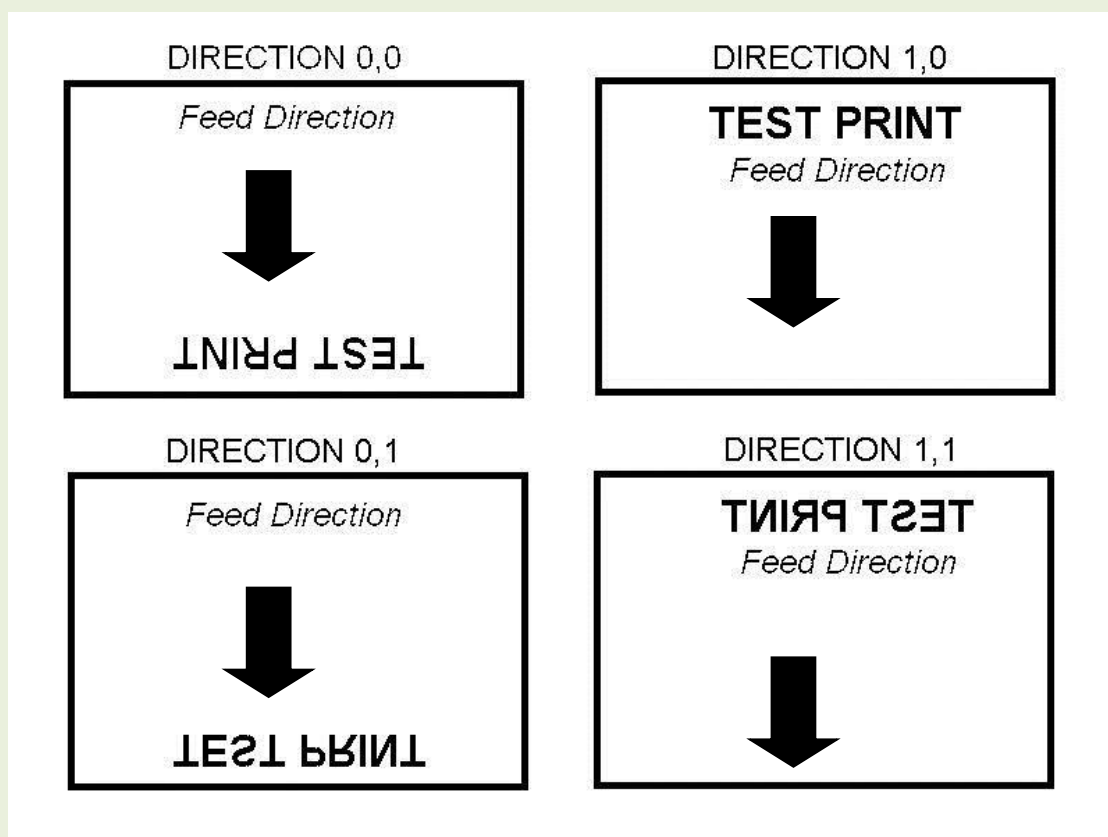 DIRECTION 0,0
Feed Direction
TEST PRINT
DIRECTION 1,0
TEST PRINT
Feed Direction
DIRECTION 0,1
Feed Direction
TEST PRINT
DIRECTION 1,1
TEST PRINT
Feed Direction